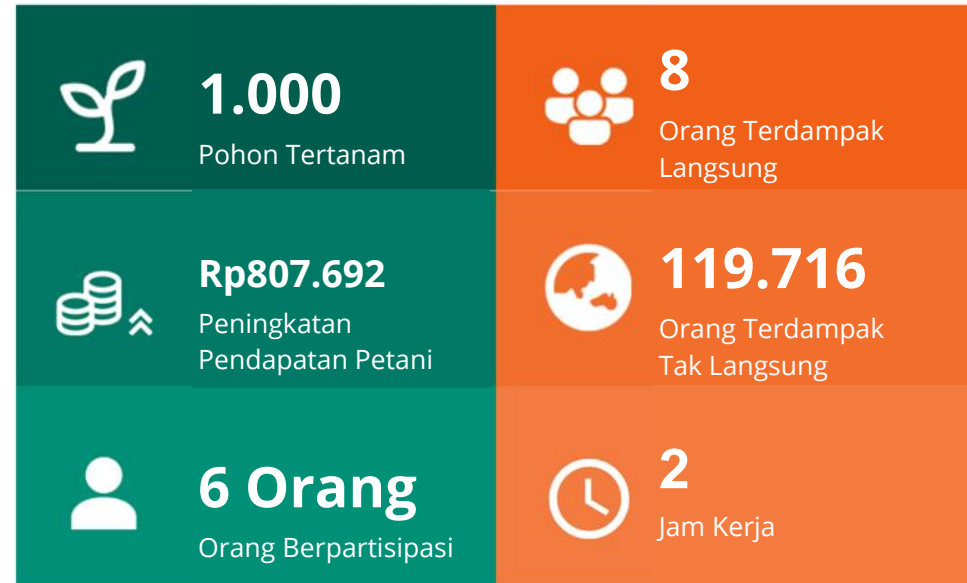 1.000
Pohon Tertanam
8
Orang Terdampak
Langsung
Rp807.692
Peningkatan
Pendapatan Petani
119.716
Orang Terdampak
Tak Langsung
6 Orang
Orang Berpartisipasi
2
Jam Kerja